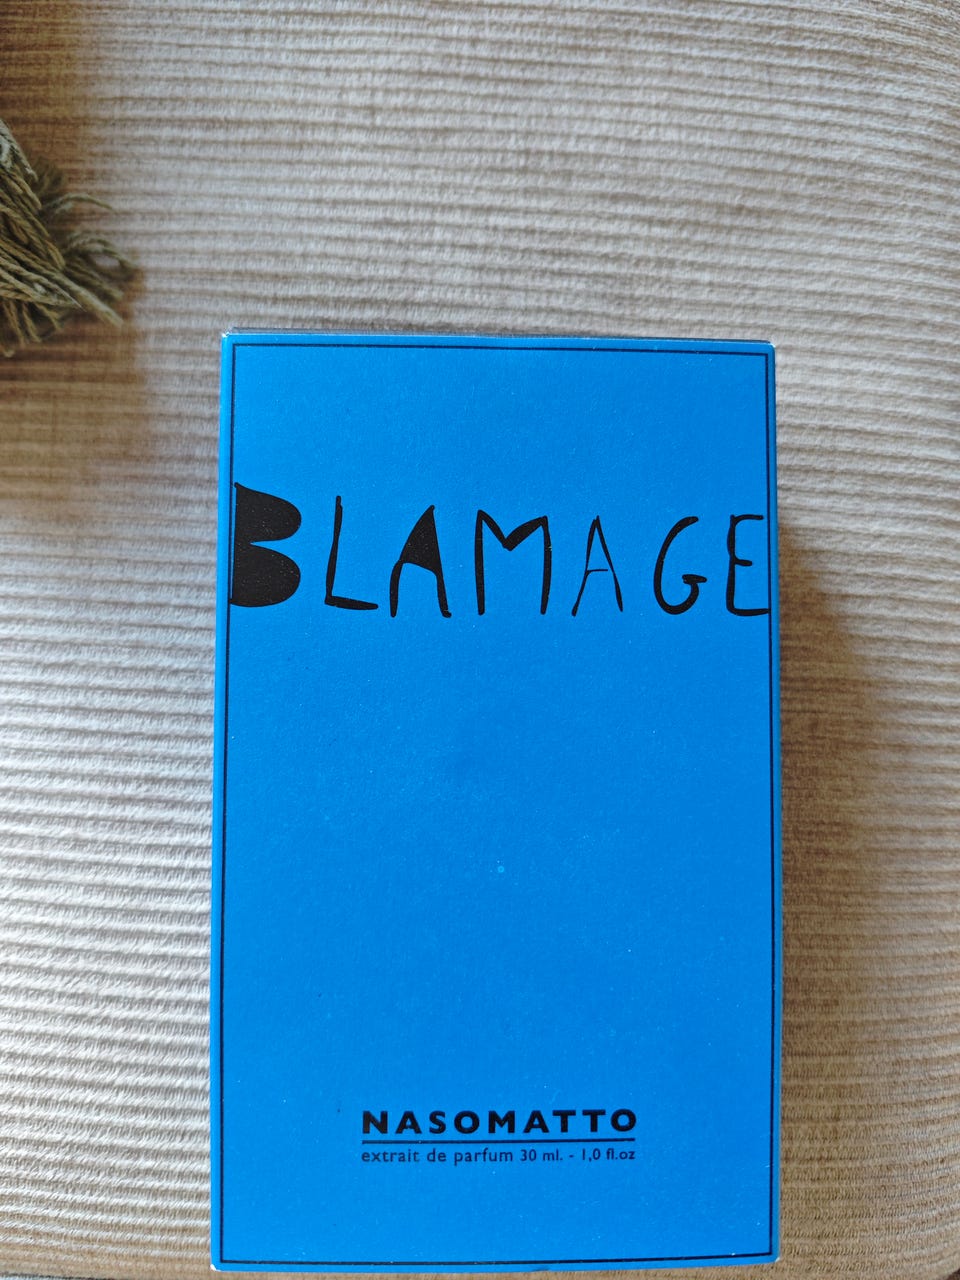 BLAMAGE
NASOMATTO
extrait de parfum 30 ml. - 1,0 fl.oz